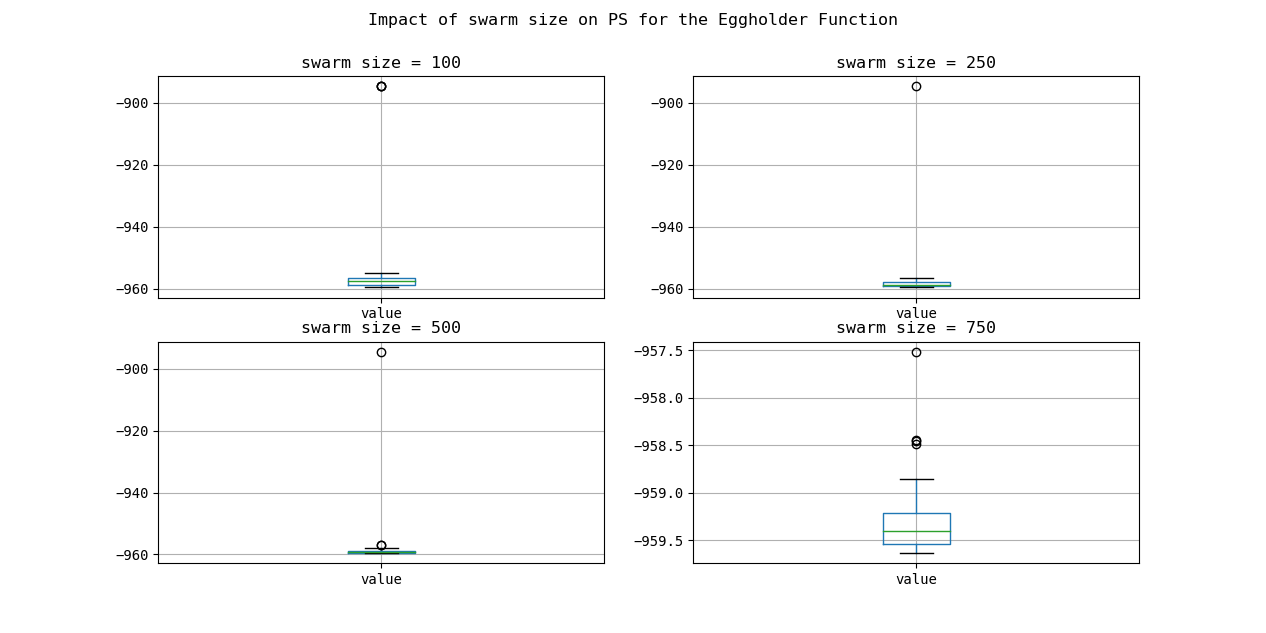 Impact of swarm size on PS for the Eggholder Function
swarm size = 100
−900
−920
−940
−960
value
swarm size = 250
−900
−920
−940
−960
value
swarm size = 500
−900
−920
−940
−960
value
swarm size = 750
−957.5
−958.0
−958.5
−959.0
−959.5
value